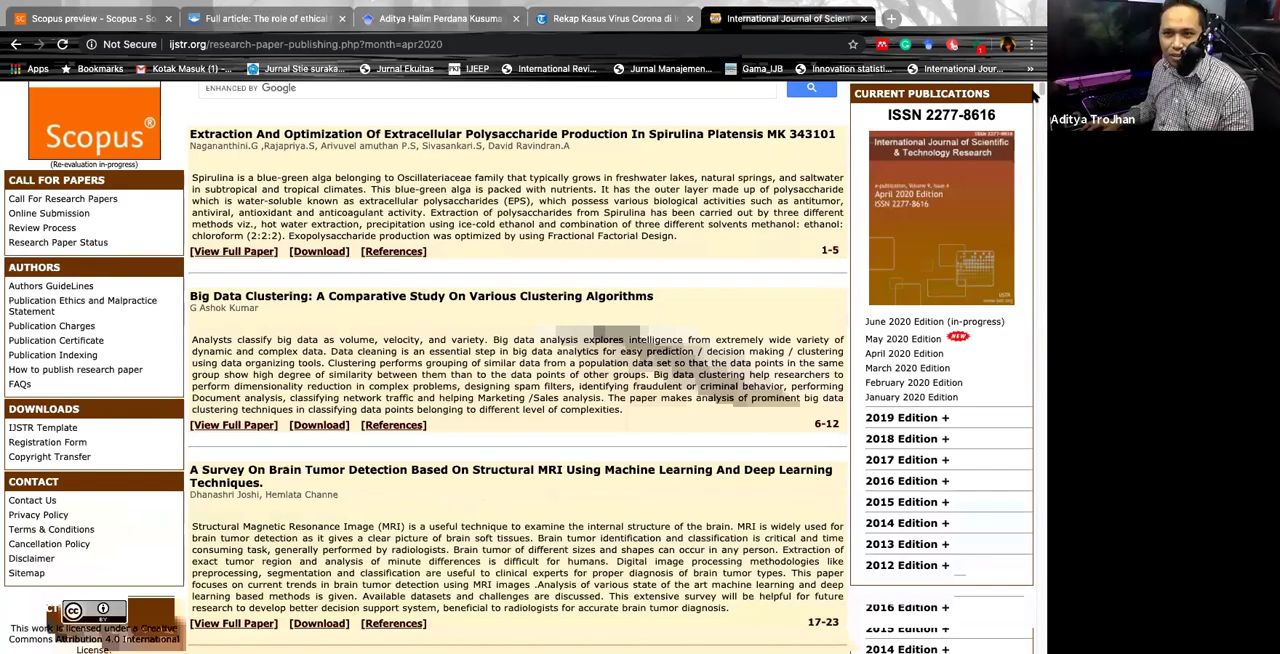 Scopus preview - Scopus - Sc
Full article: The role of ethical
Aditya Halim Perdana Kusuma
Rekap Kasus Virus Corona di I
International Journal of Scient
Not Secure
ijstr.org/research-paper-publishing.php?month=apr2020
Apps
Bookmarks
Kotak Masuk (1) -...
Jurnal Stie suraka...
Jurnal Ekuitas
IJEEP
International Revi...
Jurnal Manajemen...
Gama_IJB
Innovation statisti...
International Jour...
»
Scopus®
(Re-evaluation in-progress)
CALL FOR PAPERS
Call For Research Papers
Online Submission
Review Process
Research Paper Status
AUTHORS
Authors GuideLines
Publication Ethics and Malpractice
Statement
Publication Charges
Publication Certificate
Publication Indexing
How to publish research paper
FAQs
DOWNLOADS
IJSTR Template
Registration Form
Copyright Transfer
CONTACT
Contact Us
Privacy Policy
Terms & Conditions
Cancellation Policy
Disclaimer
Sitemap
CT
cc
BY
This work is licensed under a Creative
Commons Attribution 4.0 International
License.
ENHANCED BY Google
Extraction And Optimization Of Extracellular Polysaccharide Production In Spirulina Platensis MK 343101
Nagananthini.G ,Rajapriya.S, Arivuvel amuthan P.S, Sivasankari.S, David Ravindran.A
Spirulina is a blue-green alga belonging to Oscillateriaceae family that typically grows in freshwater lakes, natural springs, and saltwater
in subtropical and tropical climates. This blue-green alga is packed with nutrients. It has the outer layer made up of polysaccharide
which is water-soluble known as extracellular polysaccharides (EPS), which possess various biological activities such as antitumor,
antiviral, antioxidant and anticoagulant activity. Extraction of polysaccharides from Spirulina has been carried out by three different
methods viz., hot water extraction, precipitation using ice-cold ethanol and combination of three different solvents methanol: ethanol:
chloroform (2:2:2). Exopolysaccharide production was optimized by using Fractional Factorial Design.
[View Full Paper] [Download] [References] 1-5
Big Data Clustering: A Comparative Study On Various Clustering Algorithms
G Ashok Kumar
Analysts classify big data as volume, velocity, and variety. Big data analysis explores intelligence from extremely wide variety of
dynamic and complex data. Data cleaning is an essential step in big data analytics for easy prediction / decision making / clustering
using data organizing tools. Clustering performs grouping of similar data from a population data set so that the data points in the same
group show high degree of similarity between them than to the data points of other groups. Big data clustering help researchers to
perform dimensionality reduction in complex problems, designing spam filters, identifying fraudulent or criminal behavior, performing
Document analysis, classifying network traffic and helping Marketing /Sales analysis. The paper makes analysis of prominent big data
clustering techniques in classifying data points belonging to different level of complexities.
[View Full Paper] [Download] [References] 6-12
A Survey On Brain Tumor Detection Based On Structural MRI Using Machine Learning And Deep Learning
Techniques.
Dhanashri Joshi, Hemlata Channe
Structural Magnetic Resonance Image (MRI) is a useful technique to examine the internal structure of the brain. MRI is widely used for
brain tumor detection as it gives a clear picture of brain soft tissues. Brain tumor identification and classification is critical and time
consuming task, generally performed by radiologists. Brain tumor of different sizes and shapes can occur in any person. Extraction of
exact tumor region and analysis of minute differences is difficult for humans. Digital image processing methodologies like
preprocessing, segmentation and classification are useful to clinical experts for proper diagnosis of brain tumor types. This paper
focuses on current trends in brain tumor detection using MRI images .Analysis of various state of the art machine learning and deep
learning based methods is given. Available datasets and challenges are discussed. This extensive survey will be helpful for future
research to develop better decision support system, beneficial to radiologists for accurate brain tumor diagnosis.
[View Full Paper] [Download] [References] 17-23
CURRENT PUBLICATIONS
ISSN 2277-8616
International Journal of Scientific
& Technology Research
e-publication, Volume 9, Issue 4
April 2020 Edition
ISSN 2277-8616
June 2020 Edition (in-progress)
May 2020 Edition NEW
April 2020 Edition
March 2020 Edition
February 2020 Edition
January 2020 Edition
2019 Edition +
2018 Edition +
2017 Edition +
2016 Edition +
2015 Edition +
2014 Edition +
2013 Edition +
2012 Edition +
2016 Edition +
2015 Edition +
2014 Edition +
Aditya TroJhan